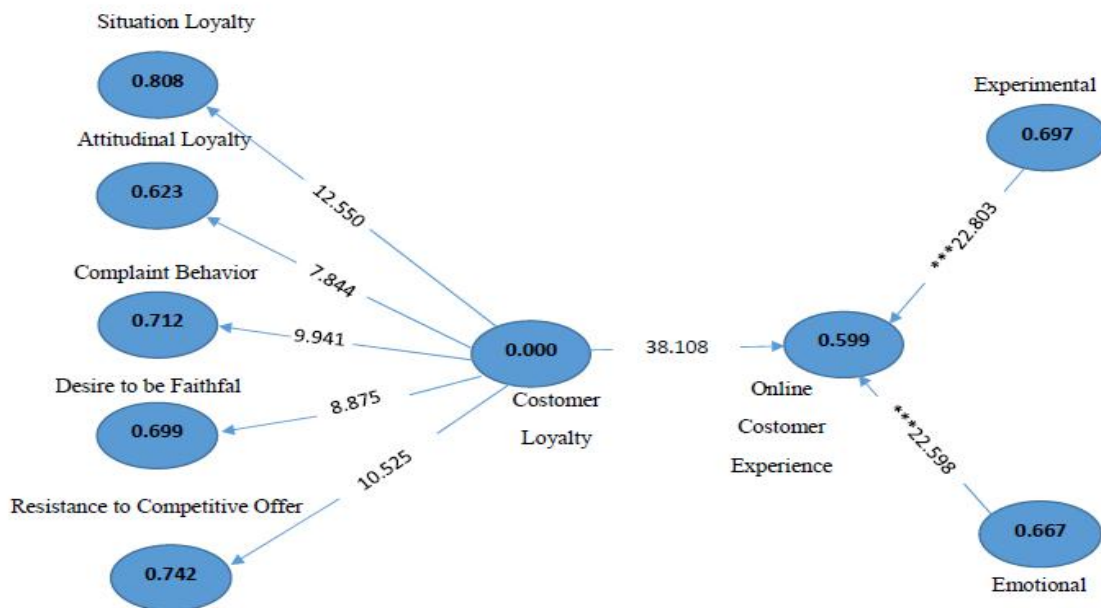 Situation Loyalty
0.808
Attitudinal Loyalty
0.623
Complaint Behavior
0.712
Desire to be Faithfal
0.699
Resistance to Competitive Offer
0.742
12.550
7.844
9.941
8.875
10.525
0.000
Costomer
Loyalty
38.108
0.599
Online
Costomer
Experience
Experimental
0.697
***22.803
***22.598
0.667
Emotional